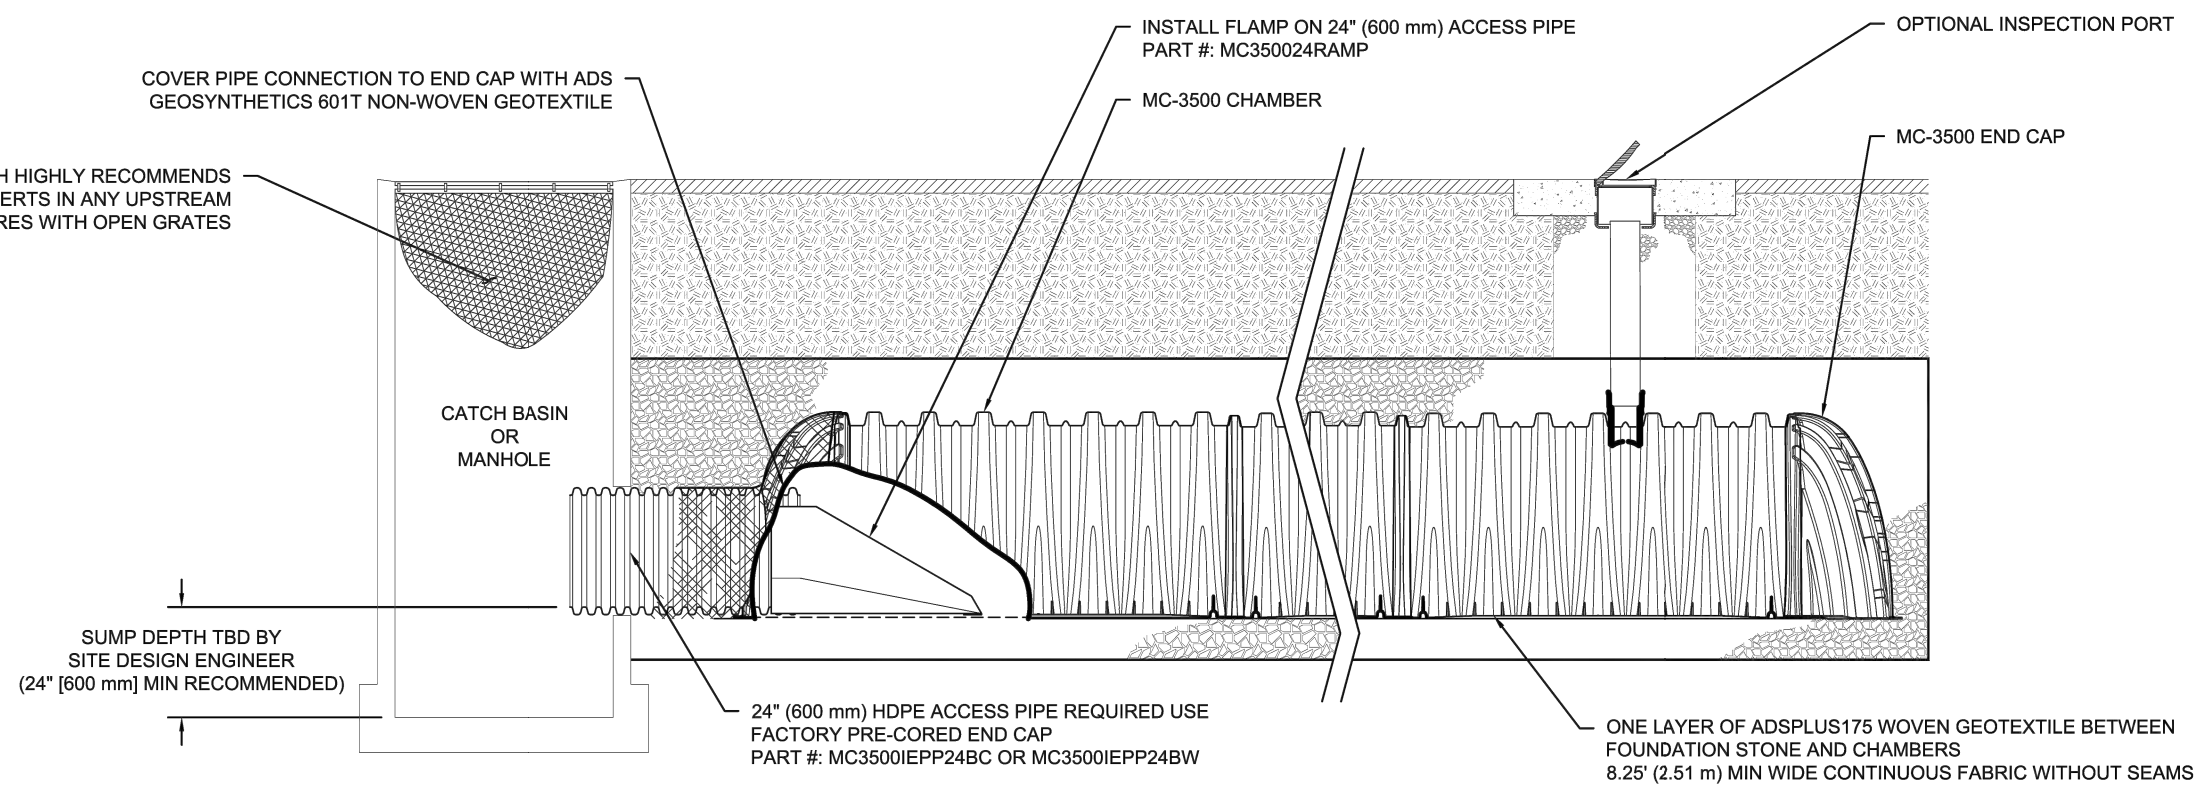 INSTALL FLAMP ON 24" (600 mm) ACCESS PIPE
PART #: MC350024RAMP
OPTIONAL INSPECTION PORT
COVER PIPE CONNECTION TO END CAP WITH ADS
GEOSYNTHETICS 601T NON-WOVEN GEOTEXTILE
MC-3500 CHAMBER
MC-3500 END CAP
HIGHLY RECOMMENDS
IN ANY UPSTREAM
WITH OPEN GRATES
CATCH BASIN
OR
MANHOLE
SUMP DEPTH TBD BY
SITE DESIGN ENGINEER
(24" [600 mm] MIN RECOMMENDED)
24" (600 mm) HDPE ACCESS PIPE REQUIRED USE
FACTORY PRE-CORED END CAP
PART #: MC3500IEPP24BC OR MC3500IEPP24BW
ONE LAYER OF ADSPLUS175 WOVEN GEOTEXTILE BETWEEN
FOUNDATION STONE AND CHAMBERS
8.25' (2.51 m) MIN WIDE CONTINUOUS FABRIC WITHOUT SEAMS